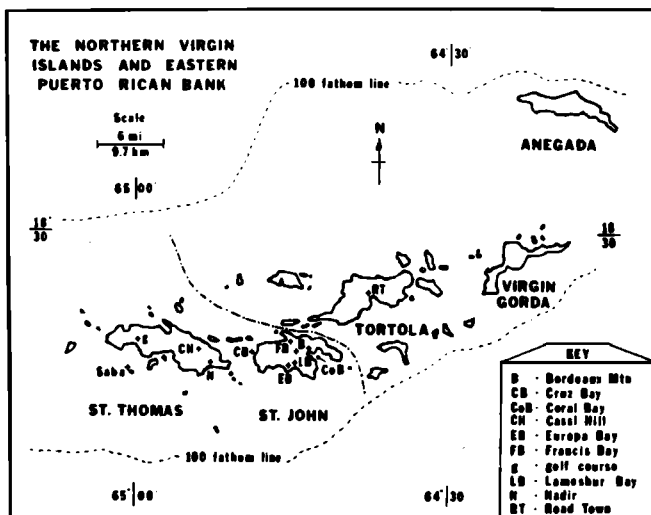 THE NORTHERN VIRGIN
ISLANDS AND EASTERN
PUERTO RICAN BANK
64 30
100 fathom line
Scale
6 mi
9.7 km
N
ANEGADA
65 00
18
30
18
30
RT
VIRGIN
GORDA
TORTOLA
g
CH
CB
FB
B
LB
Saba
N
EB
CoB
ST. THOMAS
ST. JOHN
100 fathom line
65 00
64 30
KEY
B - Bordeaux Mtn
CB - Cruz Bay
CoB - Coral Bay
CH - Cassi Hill
EB - Europa Bay
FB - Francis Bay
g - golf course
LB - Lameshur Bay
N - Nadir
RT - Road Town